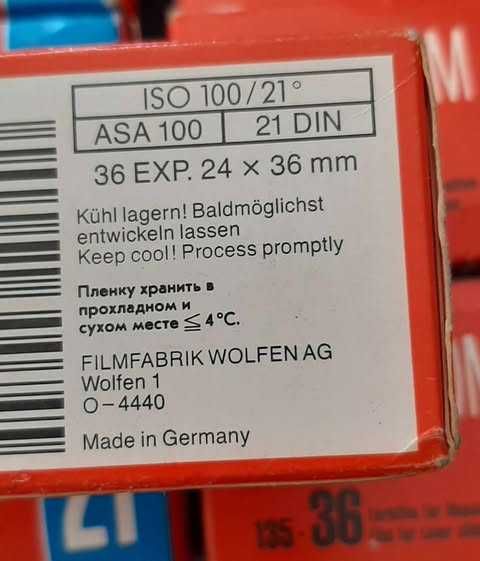 ISO 100/21°
ASA 100 21 DIN
36 EXP. 24 × 36 mm
Kühl lagern! Baldmöglichst
entwickeln lassen
Keep cool! Process promptly
Пленку хранить в
прохладном и
сухом месте ≦4°C.
FILMFABRIK WOLFEN AG
Wolfen 1
O–4440
Made in Germany
M
IM
21
135-36